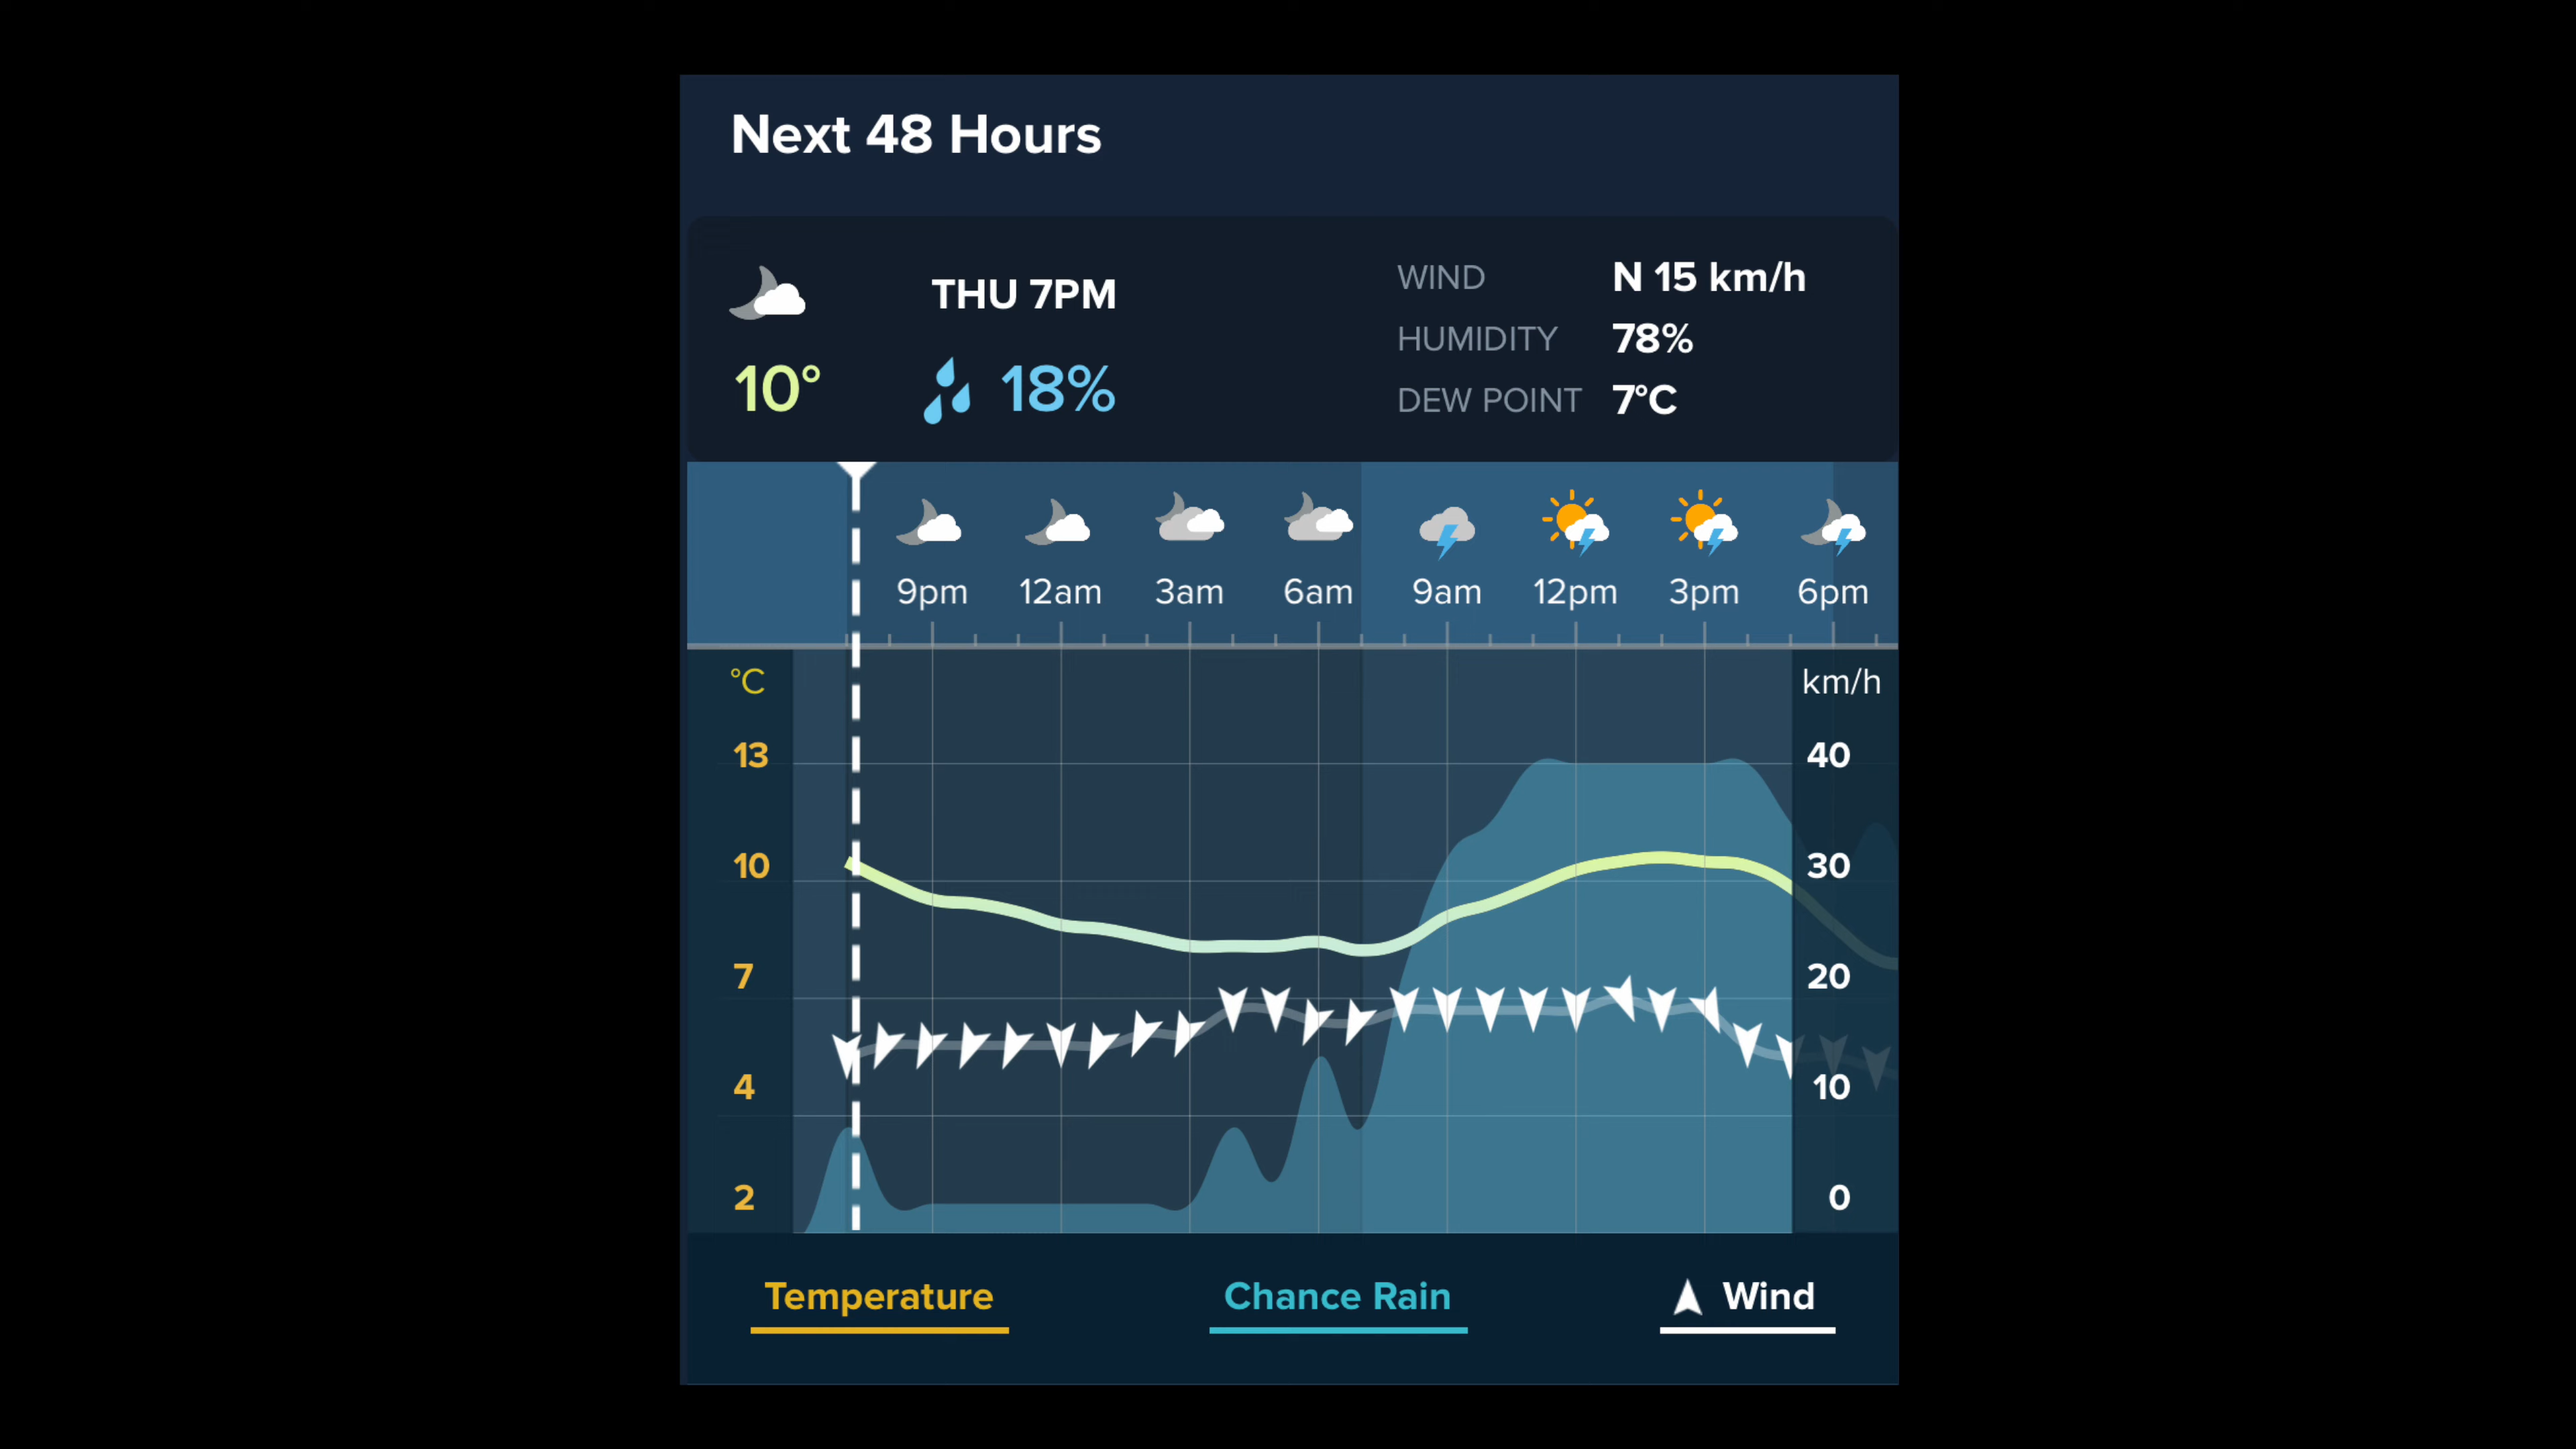 Next 48 Hours
THU 7PM
10°
18%
WIND N 15 km/h
HUMIDITY 78%
DEW POINT 7°C
9pm 12am 3am 6am 9am 12pm 3pm 6pm
°C km/h
13 40
10 30
7 20
4 10
2 0
Temperature Chance Rain Wind